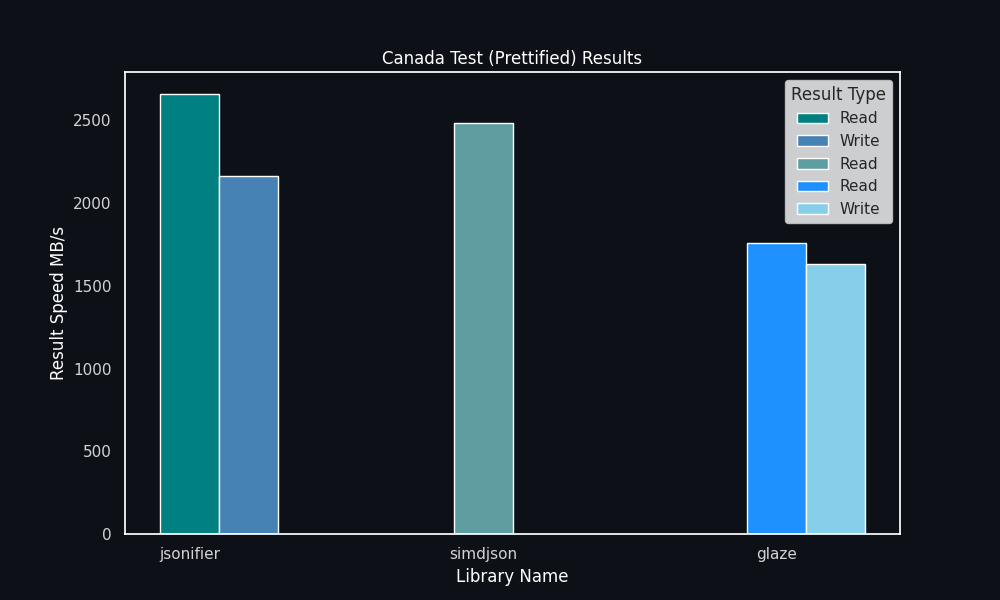 Canada Test (Prettified) Results
Result Type
Read
Write
Read
Read
Write
Result Speed MB/s
2500
2000
1500
1000
500
0
jsonifier
simdjson
glaze
Library Name